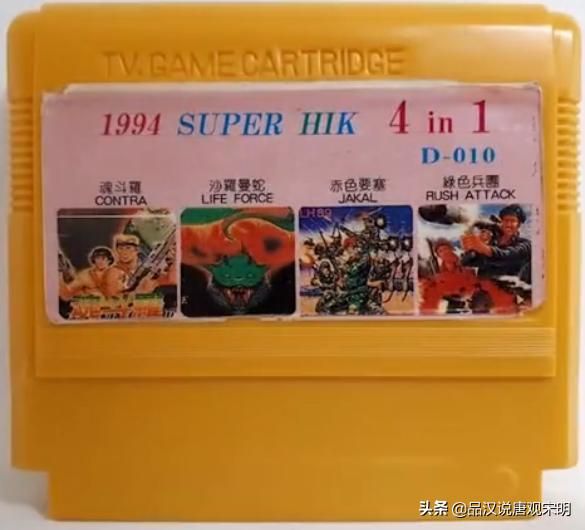 TV. GAME CARTRIDGE
1994 SUPER HIK 4 in 1
D-010
魂斗羅
CONTRA
沙羅曼蛇
LIFE FORCE
赤色要塞
JAKAL
綠色兵團
RUSH ATTACK
LH89
头条 @品汉说唐观宋明